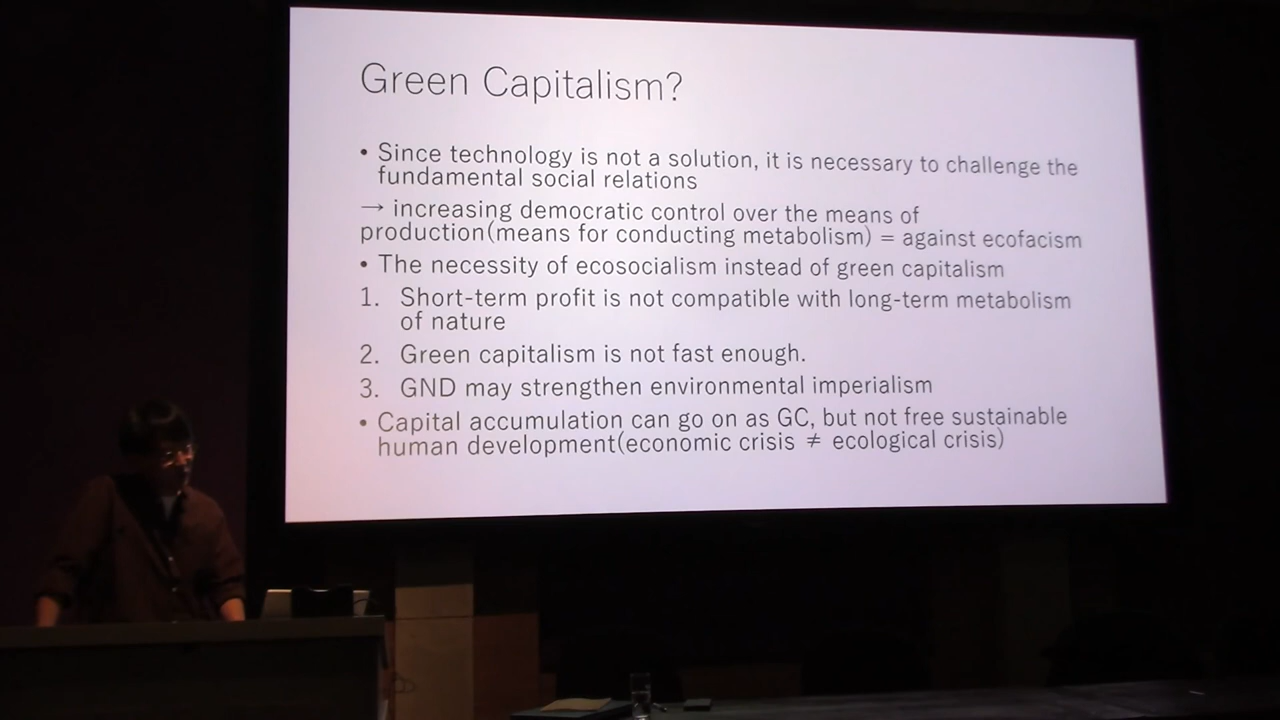 Green Capitalism?
• Since technology is not a solution, it is necessary to challenge the
fundamental social relations
→ increasing democratic control over the means of
production(means for conducting metabolism) = against ecofacism
• The necessity of ecosocialism instead of green capitalism
1. Short-term profit is not compatible with long-term metabolism
of nature
2. Green capitalism is not fast enough.
3. GND may strengthen environmental imperialism
• Capital accumulation can go on as GC, but not free sustainable
human development(economic crisis ≠ ecological crisis)